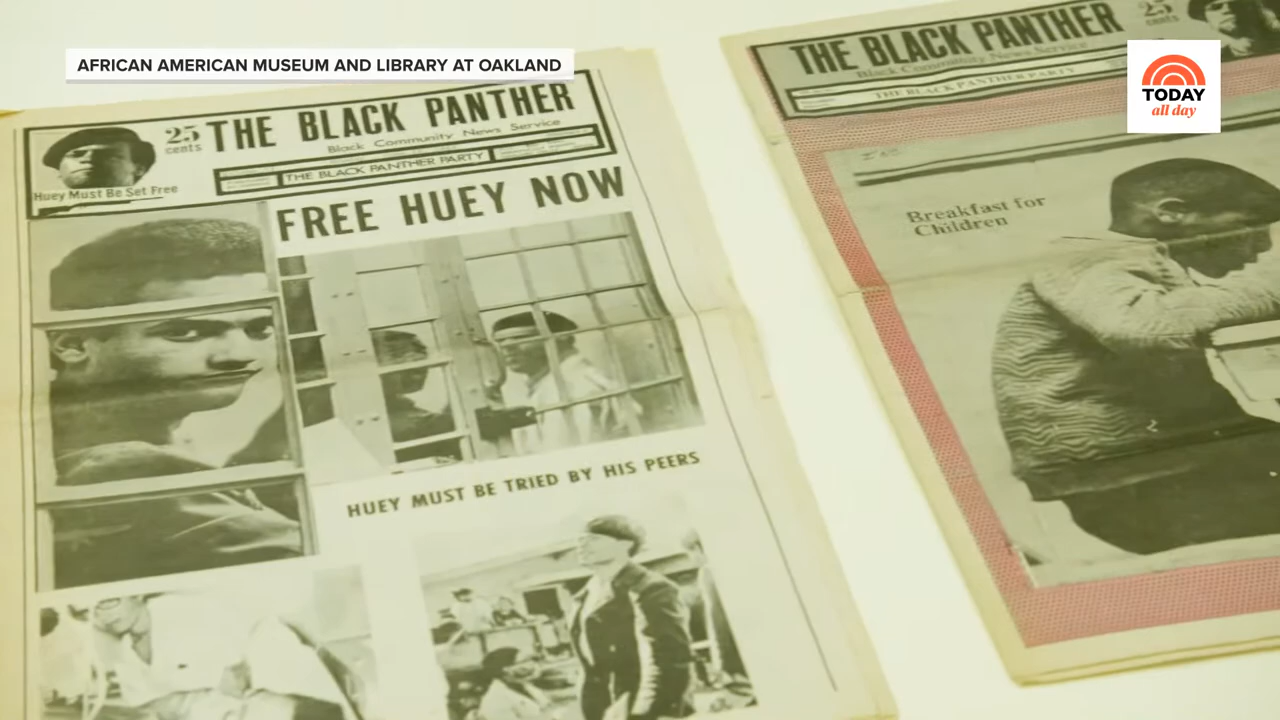 AFRICAN AMERICAN MUSEUM AND LIBRARY AT OAKLAND
TODAY
all day
25
cents
THE BLACK PANTHER
Black Community News Service
THE BLACK PANTHER PARTY
Huey Must Be Set Free
FREE HUEY NOW
HUEY MUST BE TRIED BY HIS PEERS
THE BLACK PANTHER
25
cents
Black Community News Service
THE BLACK PANTHER PARTY
Breakfast for
Children